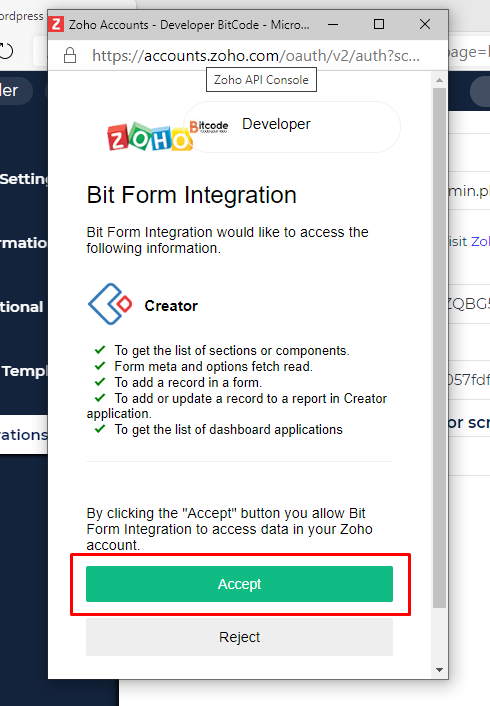 ordpress
Zoho Accounts - Developer BitCode - Micro...
https://accounts.zoho.com/oauth/v2/auth?sc...
page=
Zoho API Console
der
ZOHO
Bitcode
Developer
Setting
min.p
Bit Form Integration
Bit Form Integration would like to access the
following information.
rmation
isit Zoh
tional
Creator
ZQBG5
To get the list of sections or components.
Form meta and options fetch read.
Templ
To add a record in a form.
057fdf
To add or update a record to a report in Creator
application.
To get the list of dashboard applications
rations
or scr
By clicking the "Accept" button you allow Bit
Form Integration to access data in your Zoho
account.
Accept
Reject